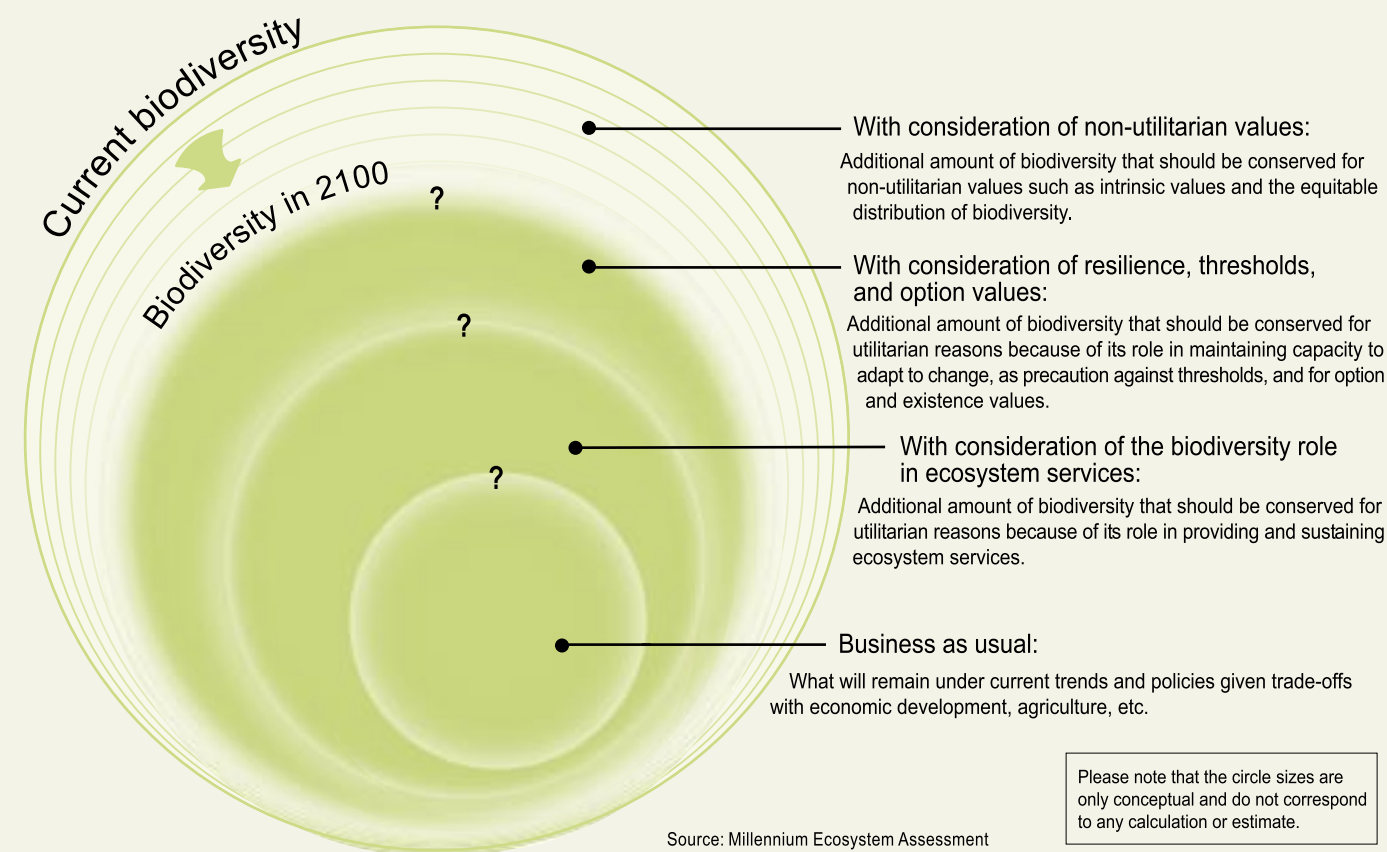 Current biodiversity
Biodiversity in 2100
?
?
?
With consideration of non-utilitarian values:
Additional amount of biodiversity that should be conserved for
non-utilitarian values such as intrinsic values and the equitable
distribution of biodiversity.
With consideration of resilience, thresholds,
and option values:
Additional amount of biodiversity that should be conserved for
utilitarian reasons because of its role in maintaining capacity to
adapt to change, as precaution against thresholds, and for option
and existence values.
With consideration of the biodiversity role
in ecosystem services:
Additional amount of biodiversity that should be conserved for
utilitarian reasons because of its role in providing and sustaining
ecosystem services.
Business as usual:
What will remain under current trends and policies given trade-offs
with economic development, agriculture, etc.
Please note that the circle sizes are
only conceptual and do not correspond
to any calculation or estimate.
Source: Millennium Ecosystem Assessment